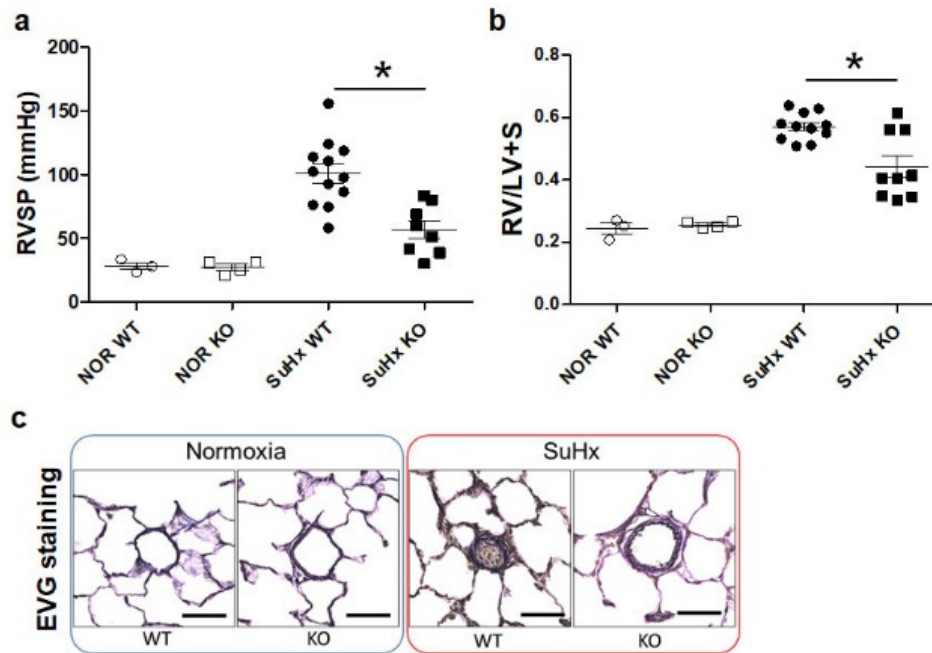 a
200
150
100
50
0
RVSP (mmHg)
*
NOR WT
NOR KO
SuHx WT
SuHx KO
b
0.8
0.6
0.4
0.2
0.0
RV/LV+S
*
NOR WT
NOR KO
SuHx WT
SuHx KO
c
EVG staining
Normoxia
SuHx
WT
KO
WT
KO